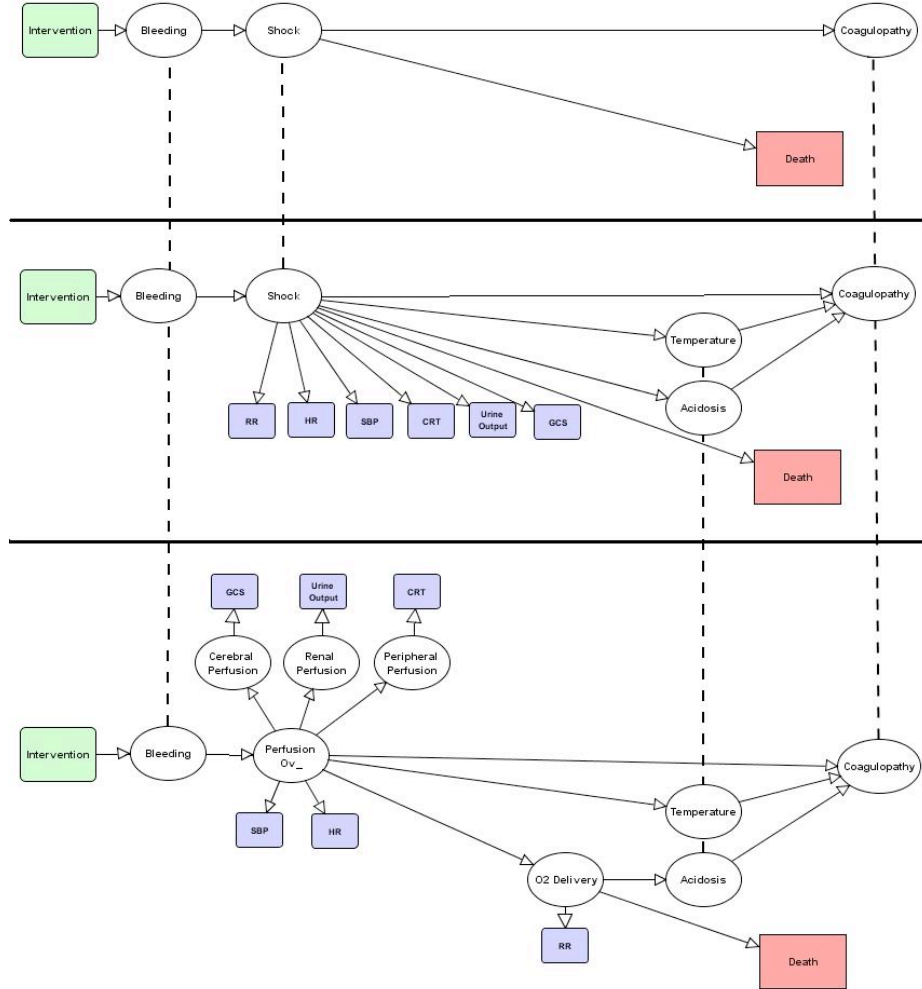 Intervention
Bleeding
Shock
Coagulopathy
Death
Intervention
Bleeding
Shock
Coagulopathy
Temperature
Acidosis
RR
HR
SBP
CRT
Urine
Output
GCS
Death
GCS
Urine
Output
CRT
Cerebral
Perfusion
Renal
Perfusion
Peripheral
Perfusion
Intervention
Bleeding
Perfusion
Ov_
Coagulopathy
Temperature
SBP
HR
O2 Delivery
Acidosis
RR
Death